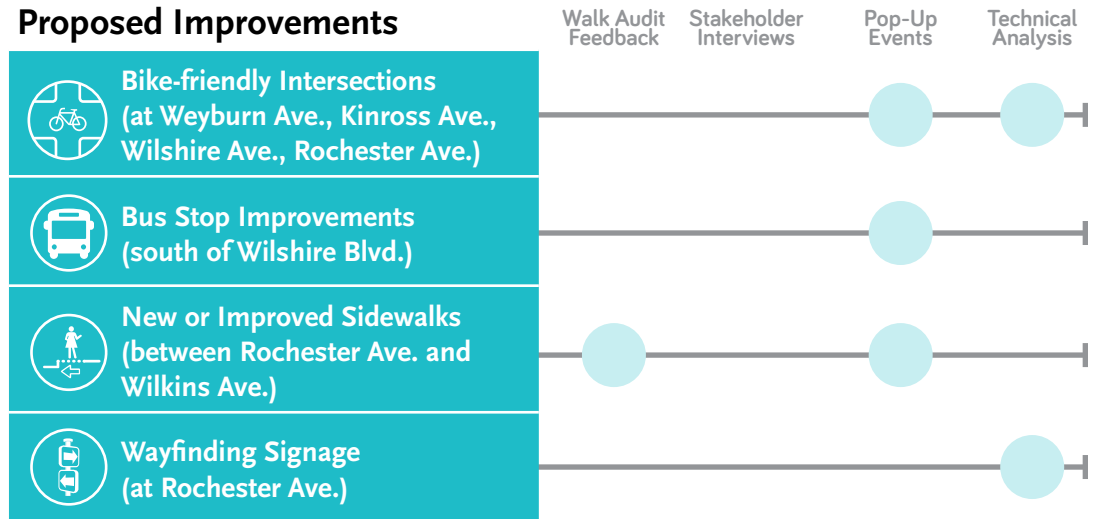 Proposed Improvements
Walk Audit
Feedback
Stakeholder
Interviews
Pop-Up
Events
Technical
Analysis
Bike-friendly Intersections
(at Weyburn Ave., Kinross Ave.,
Wilshire Ave., Rochester Ave.)
Bus Stop Improvements
(south of Wilshire Blvd.)
New or Improved Sidewalks
(between Rochester Ave. and
Wilkins Ave.)
Wayfinding Signage
(at Rochester Ave.)